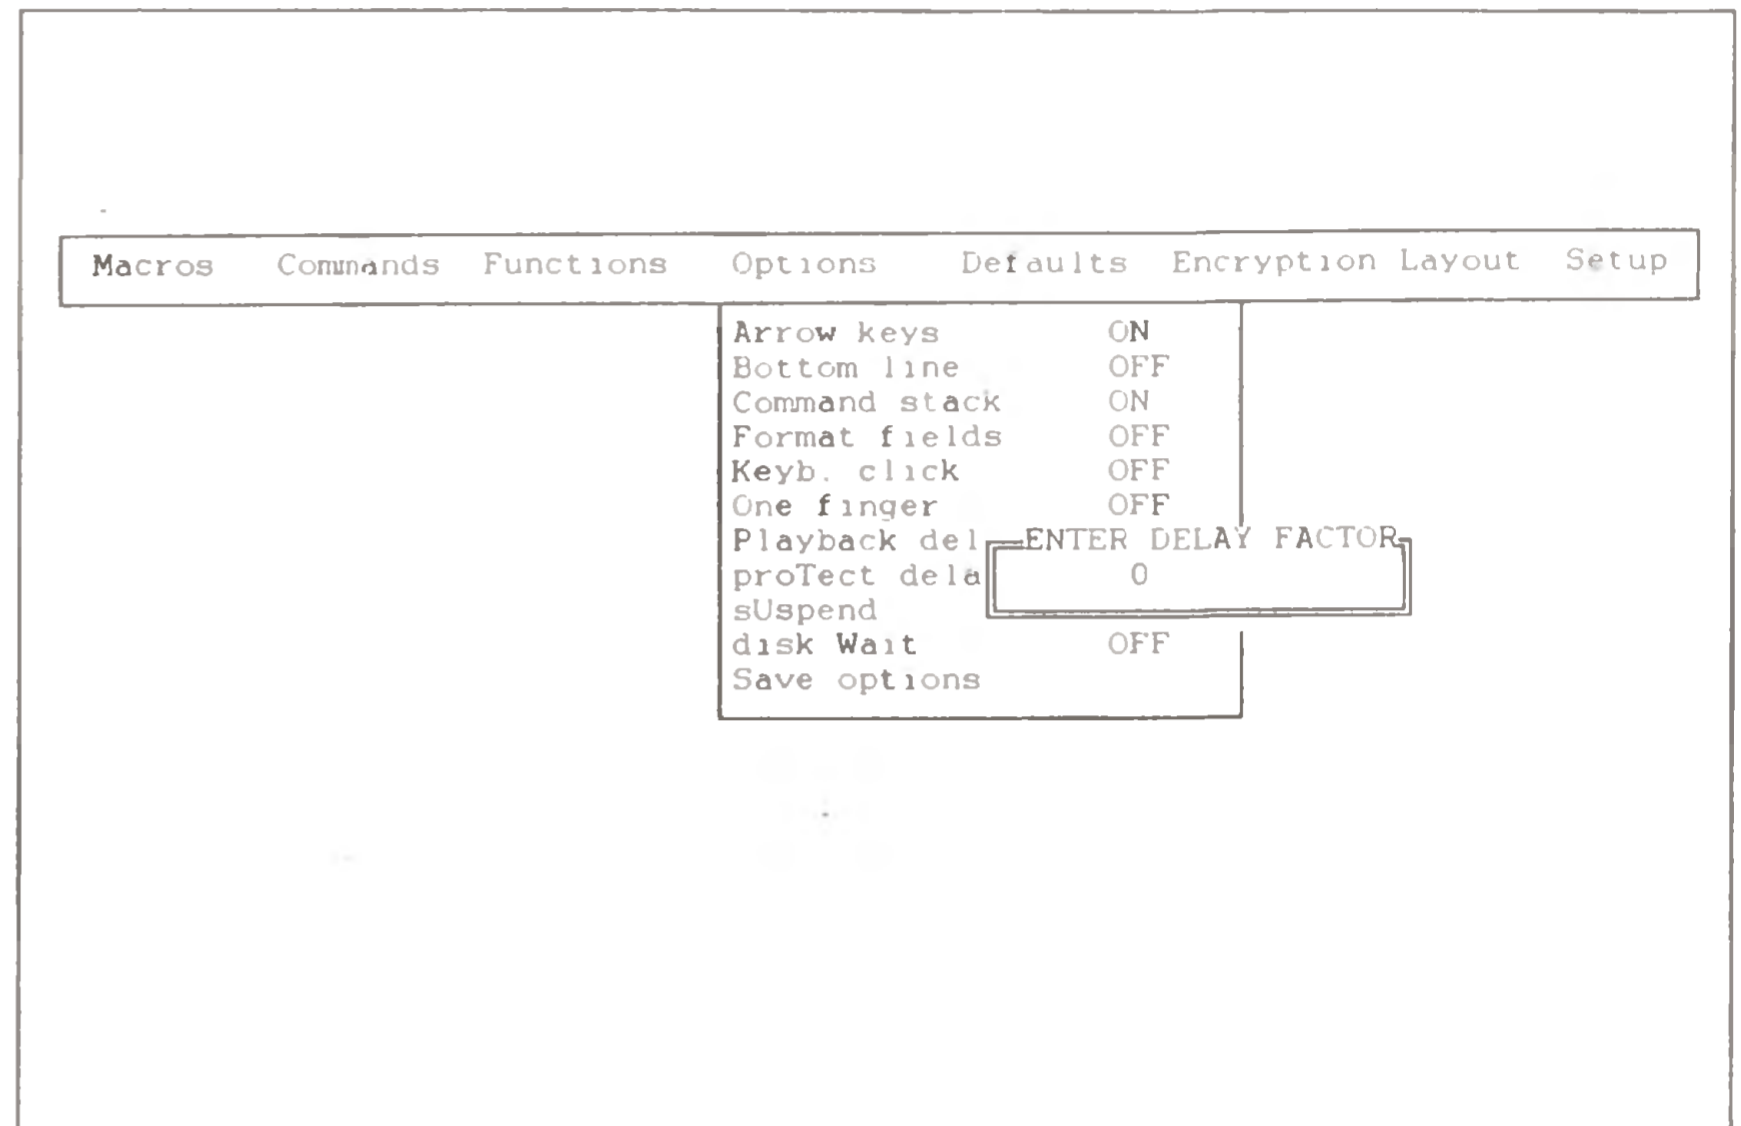 Macros Commands Functions Options Defaults Encryption Layout Setup
Arrow keys ON
Bottom line OFF
Command stack ON
Format fields OFF
Keyb. click OFF
One finger OFF
Playback del ENTER DELAY FACTOR
proTect dela 0
sUspend
disk Wait OFF
Save options